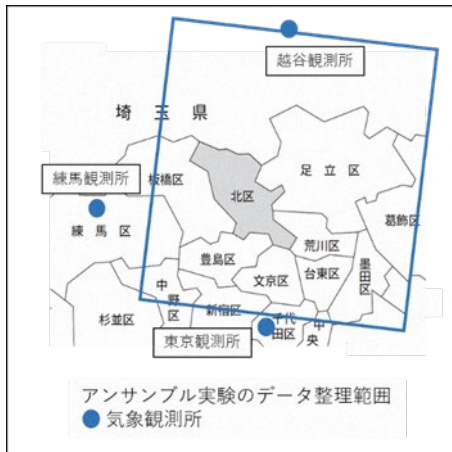 越谷観測所
埼玉県
足立区
練馬観測所
板橋区
北区
葛飾区
練馬区
荒川区
豊島区
墨田区
文京区
台東区
中野区
新宿区
千代田区
中央
杉並区
東京観測所
アンサンブル実験のデータ整理範囲
気象観測所